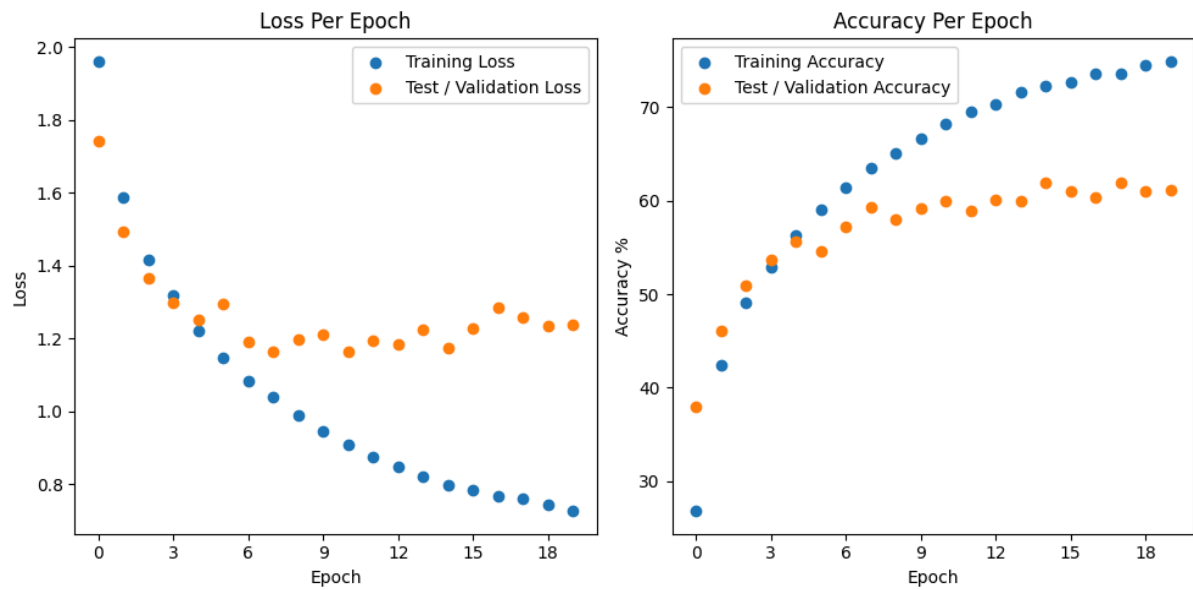 Loss Per Epoch
Training Loss
Test / Validation Loss
2.0
1.8
1.6
1.4
1.2
1.0
0.8
Loss
0 3 6 9 12 15 18
Epoch
Accuracy Per Epoch
Training Accuracy
Test / Validation Accuracy
70
60
50
40
30
Accuracy %
0 3 6 9 12 15 18
Epoch